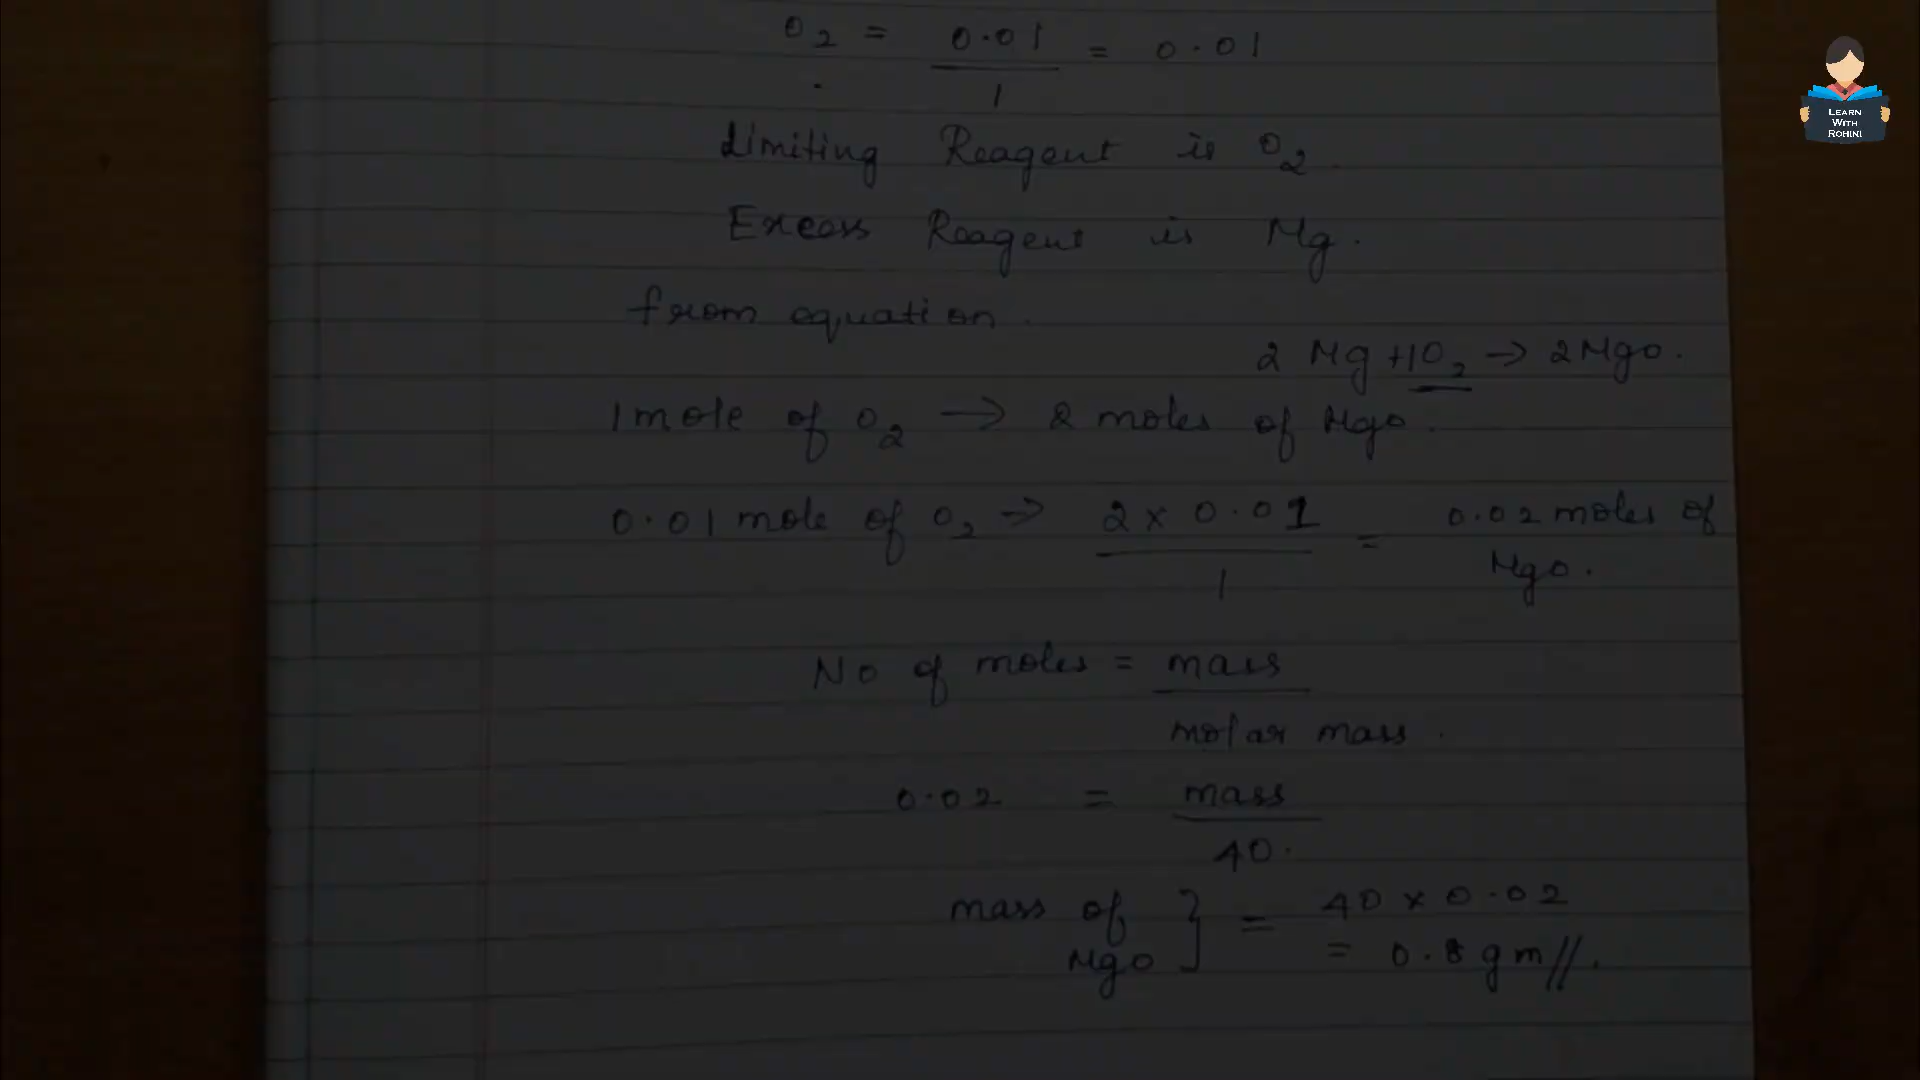 O2 = 0.01 / 1 = 0.01
Limiting Reagent is O2
Excess Reagent is Mg.
from equation.
2 Mg + 1O2 → 2MgO.
1 mole of O2 → 2 moles of MgO.
0.01 mole of O2 → 2 x 0.01 / 1 = 0.02 moles of
MgO.
No of moles = mass / molar mass.
0.02 = mass / 40.
mass of MgO } = 40 x 0.02
= 0.8 gm//.
LEARN
WITH
ROHINI